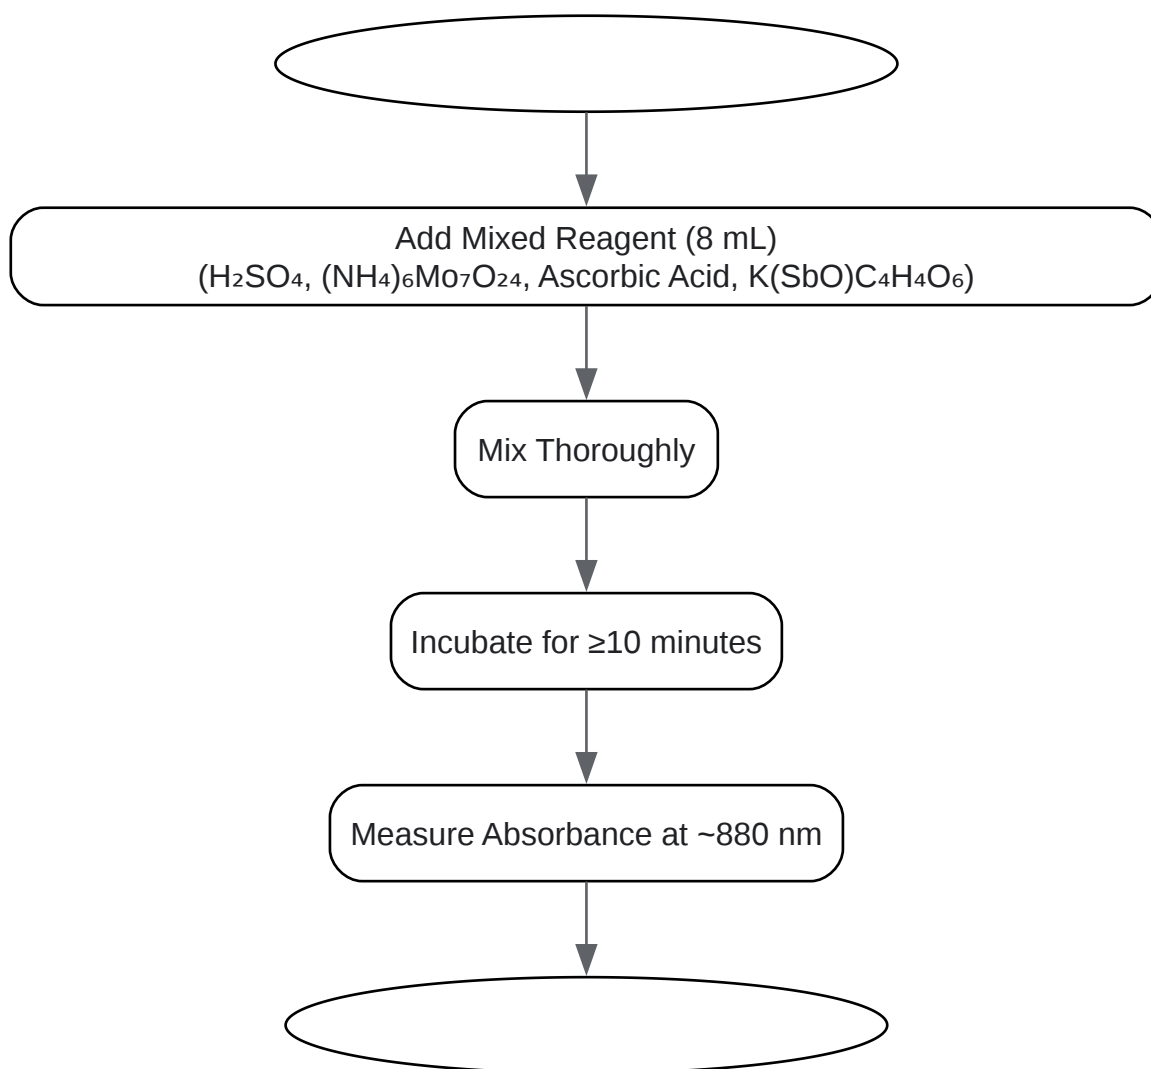 Add Mixed Reagent (8 mL)
(H₂SO₄, (NH₄)₆Mo₇O₂₄, Ascorbic Acid, K(SbO)C₄H₄O₆)
Mix Thoroughly
Incubate for ≥10 minutes
Measure Absorbance at ~880 nm